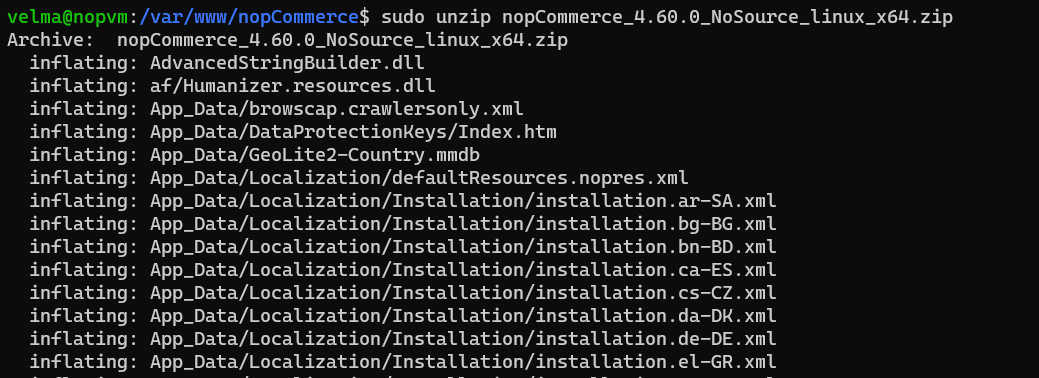 velma@nopvm:/var/www/nopCommerce$ sudo unzip nopCommerce_4.60.0_NoSource_linux_x64.zip
Archive:  nopCommerce_4.60.0_NoSource_linux_x64.zip
  inflating: AdvancedStringBuilder.dll
  inflating: af/Humanizer.resources.dll
  inflating: App_Data/browscap.crawlersonly.xml
  inflating: App_Data/DataProtectionKeys/Index.htm
  inflating: App_Data/GeoLite2-Country.mmdb
  inflating: App_Data/Localization/defaultResources.nopres.xml
  inflating: App_Data/Localization/Installation/installation.ar-SA.xml
  inflating: App_Data/Localization/Installation/installation.bg-BG.xml
  inflating: App_Data/Localization/Installation/installation.bn-BD.xml
  inflating: App_Data/Localization/Installation/installation.ca-ES.xml
  inflating: App_Data/Localization/Installation/installation.cs-CZ.xml
  inflating: App_Data/Localization/Installation/installation.da-DK.xml
  inflating: App_Data/Localization/Installation/installation.de-DE.xml
  inflating: App_Data/Localization/Installation/installation.el-GR.xml